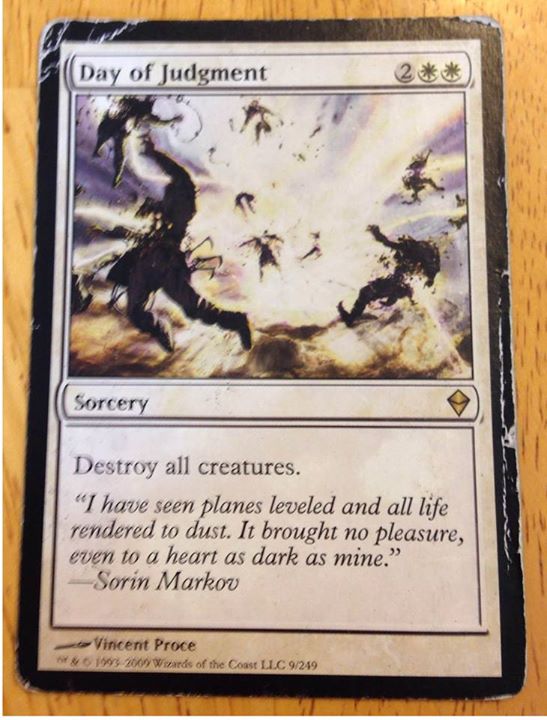 Day of Judgment 2
Sorcery
Destroy all creatures.
“I have seen planes leveled and all life
rendered to dust. It brought no pleasure,
even to a heart as dark as mine.”
—Sorin Markov
Vincent Proce
™ & © 1993–2009 Wizards of the Coast LLC 9/249